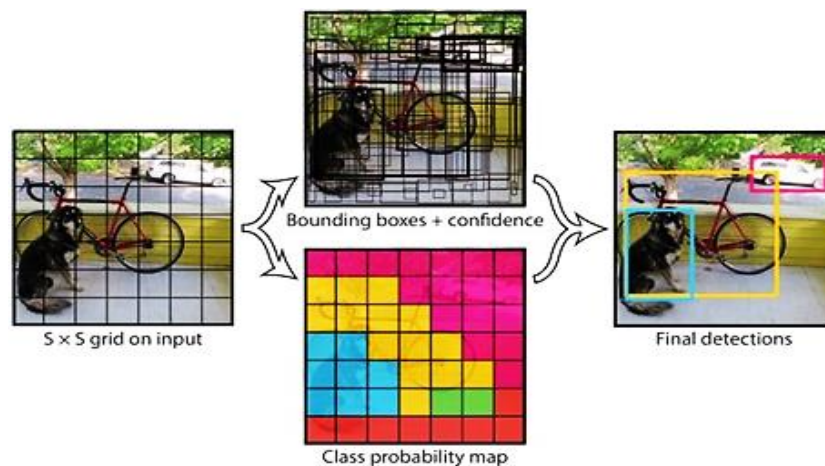 Bounding boxes + confidence
S × S grid on input
Final detections
Class probability map